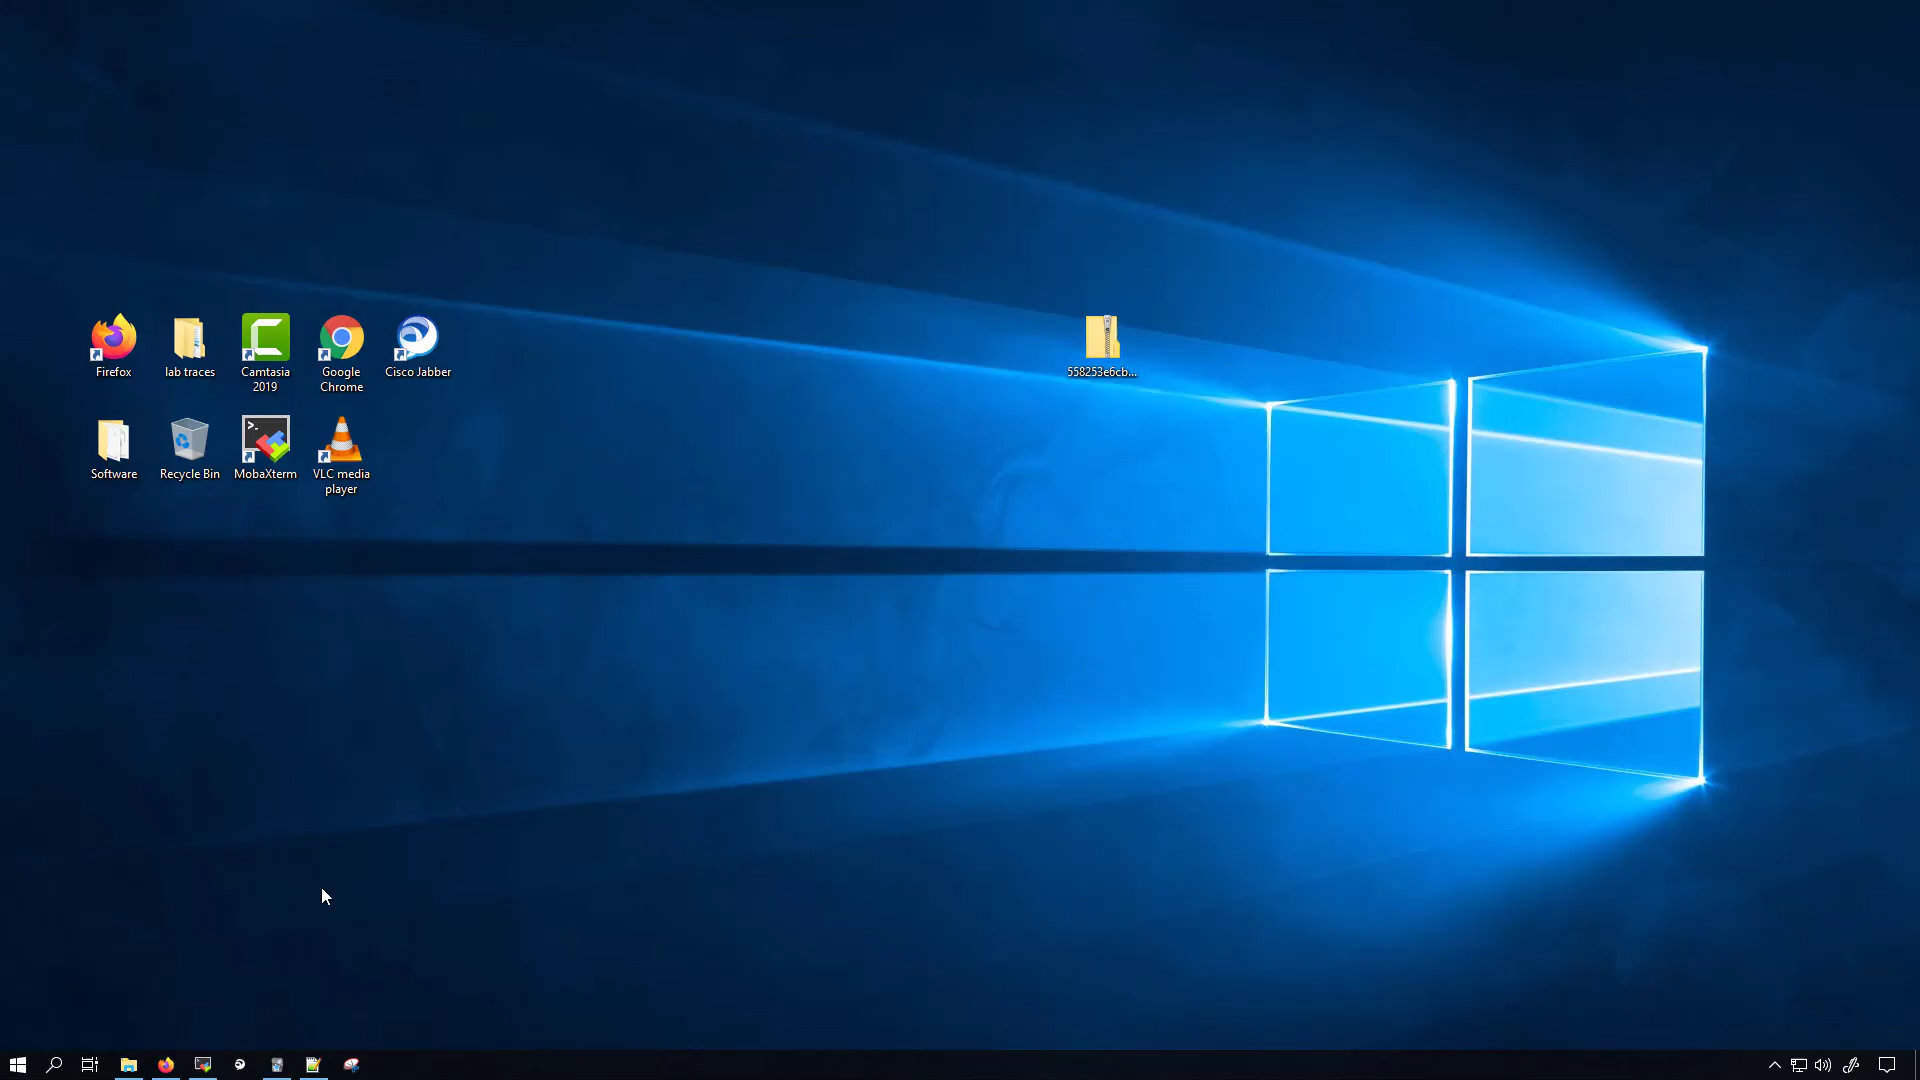 Firefox
lab traces
Camtasia
2019
Google
Chrome
Cisco Jabber
558253e6cb...
Software
Recycle Bin
MobaXterm
VLC media
player